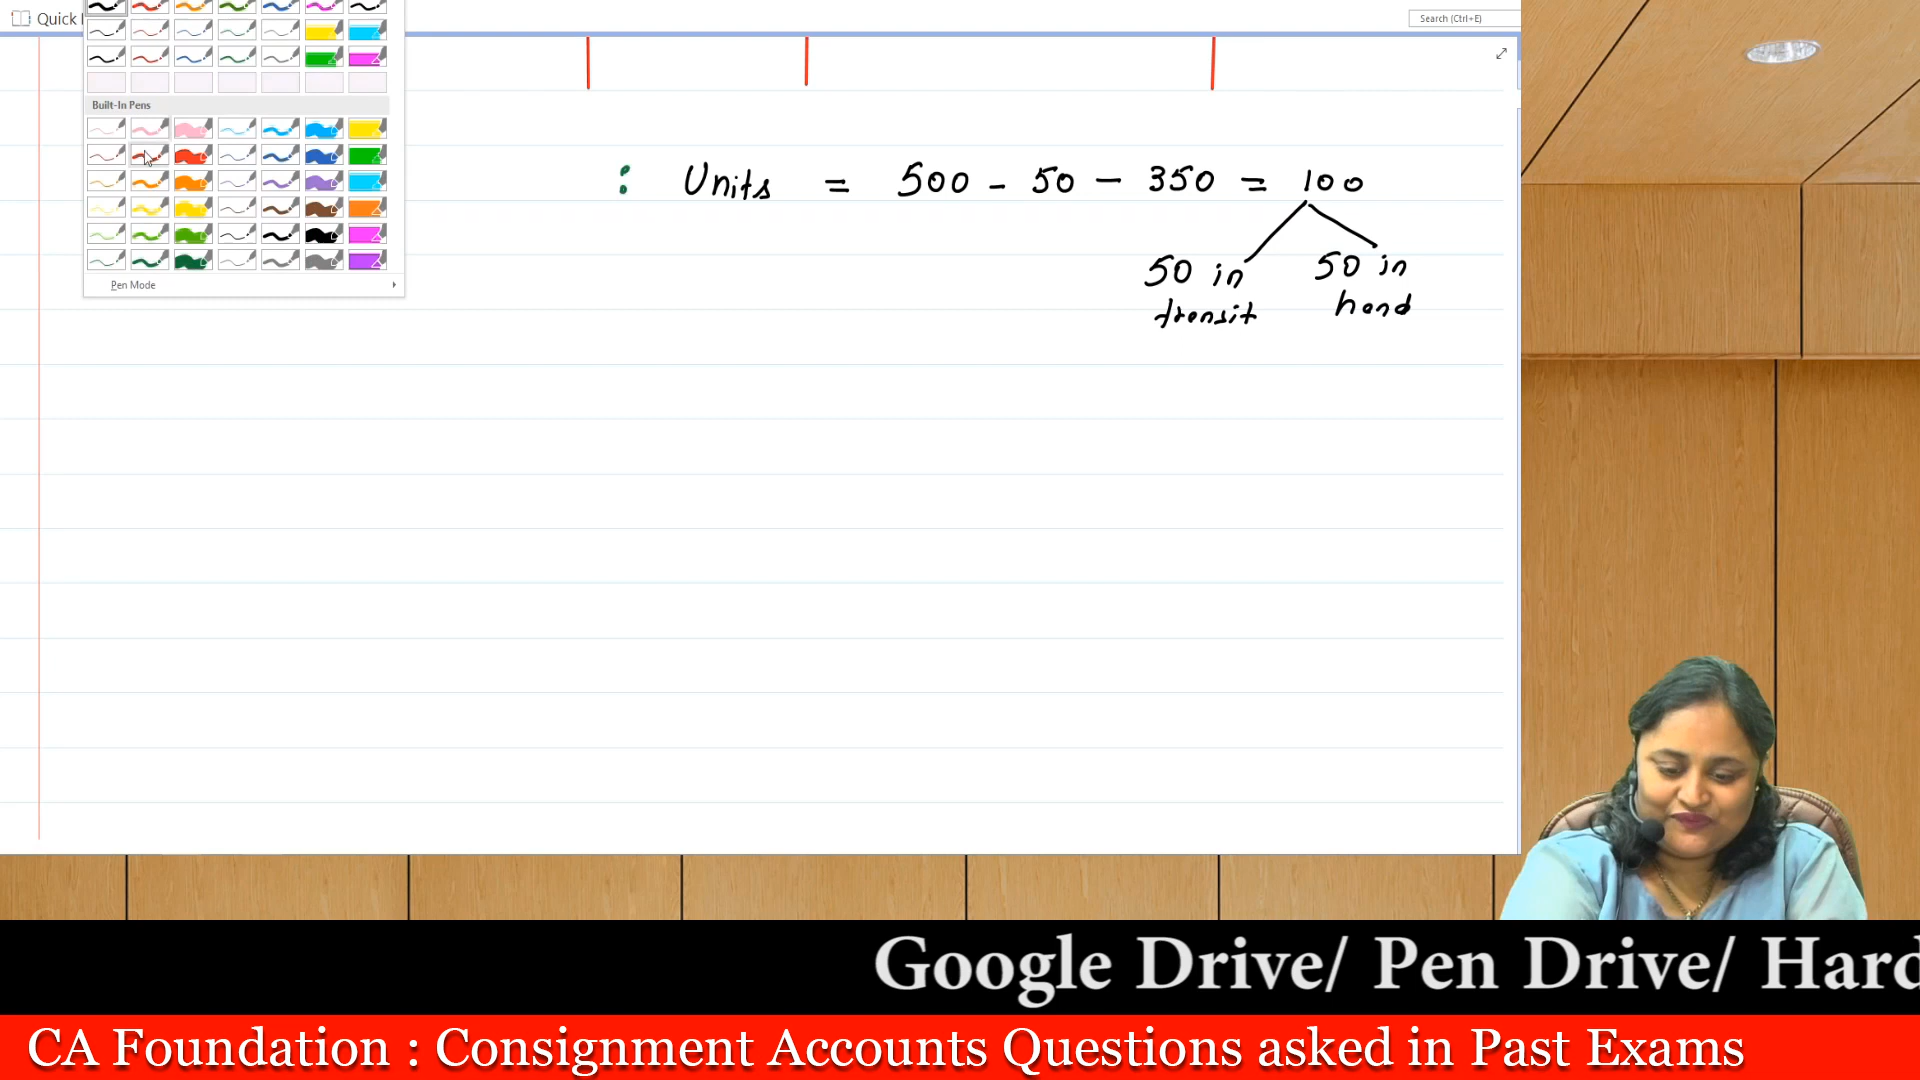 Quick
Search (Ctrl+E)
Built-In Pens
: Units = 500 - 50 - 350 = 100
50 in transit
50 in hand
Pen Mode
Google Drive/ Pen Drive/ Hard
CA Foundation : Consignment Accounts Questions asked in Past Exams